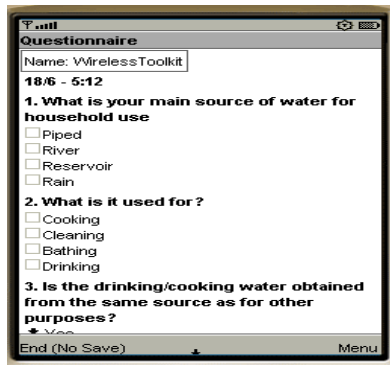 Questionnaire
Name: WirelessToolkit
18/6 - 5:12
1. What is your main source of water for
household use
Piped
River
Reservoir
Rain
2. What is it used for?
Cooking
Cleaning
Bathing
Drinking
3. Is the drinking/cooking water obtained
from the same source as for other
purposes?
Yes
End (No Save)
Menu